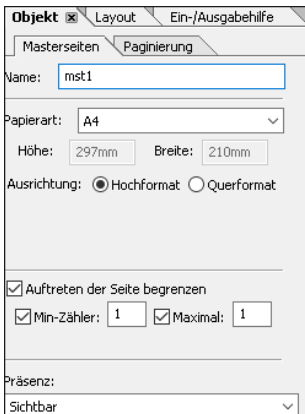 Objekt Layout Ein-/Ausgabehilfe
Masterseiten Paginierung
Name: mst1
Papierart: A4
Höhe: 297mm Breite: 210mm
Ausrichtung: Hochformat Querformat
Auftreten der Seite begrenzen
Min-Zähler: 1 Maximal: 1
Präsenz:
Sichtbar